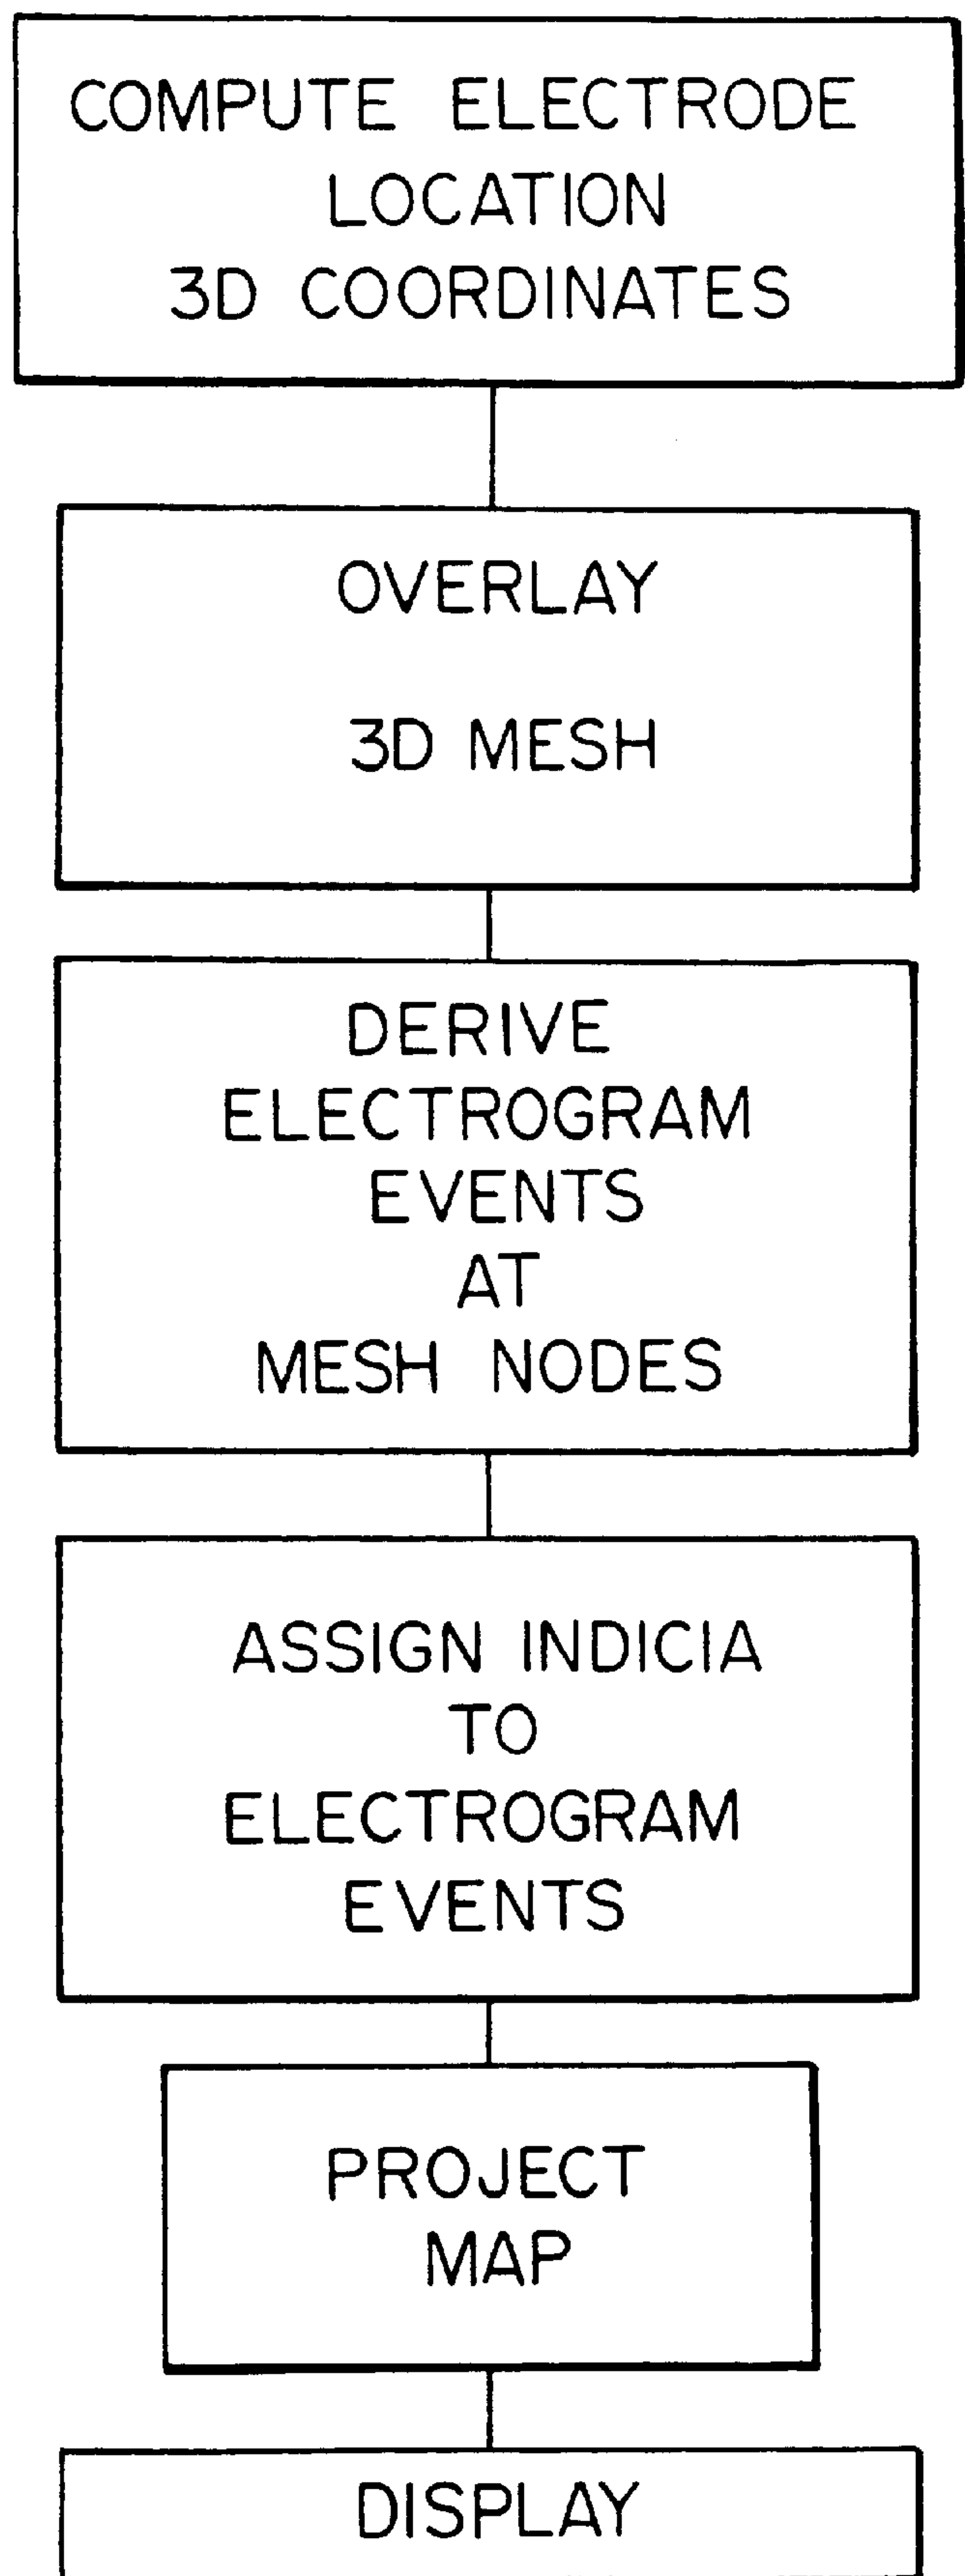 COMPUTE ELECTRODE
LOCATION
3D COORDINATES
OVERLAY
3D MESH
DERIVE
ELECTROGRAM
EVENTS
AT
MESH NODES
ASSIGN INDICIA
TO
ELECTROGRAM
EVENTS
PROJECT
MAP
DISPLAY